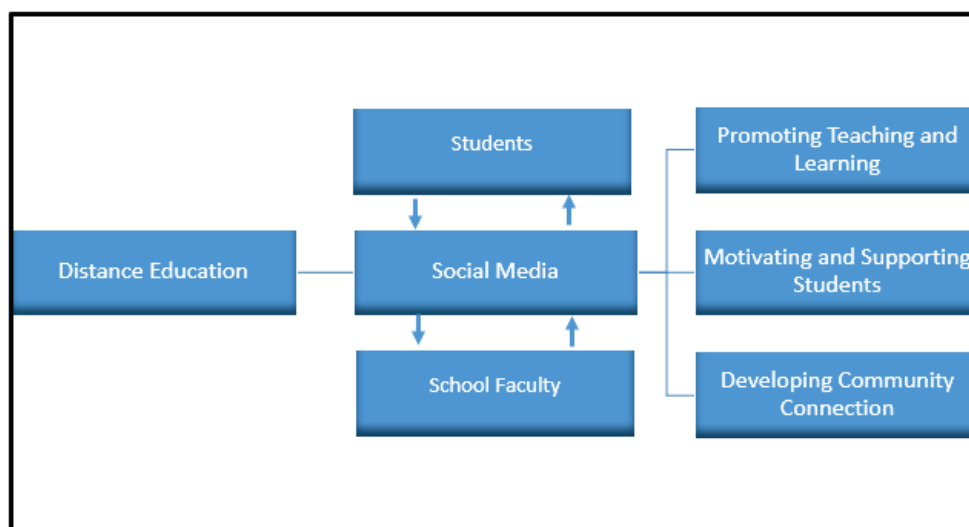 Students
Promoting Teaching and
Learning
Distance Education
Social Media
Motivating and Supporting
Students
School Faculty
Developing Community
Connection